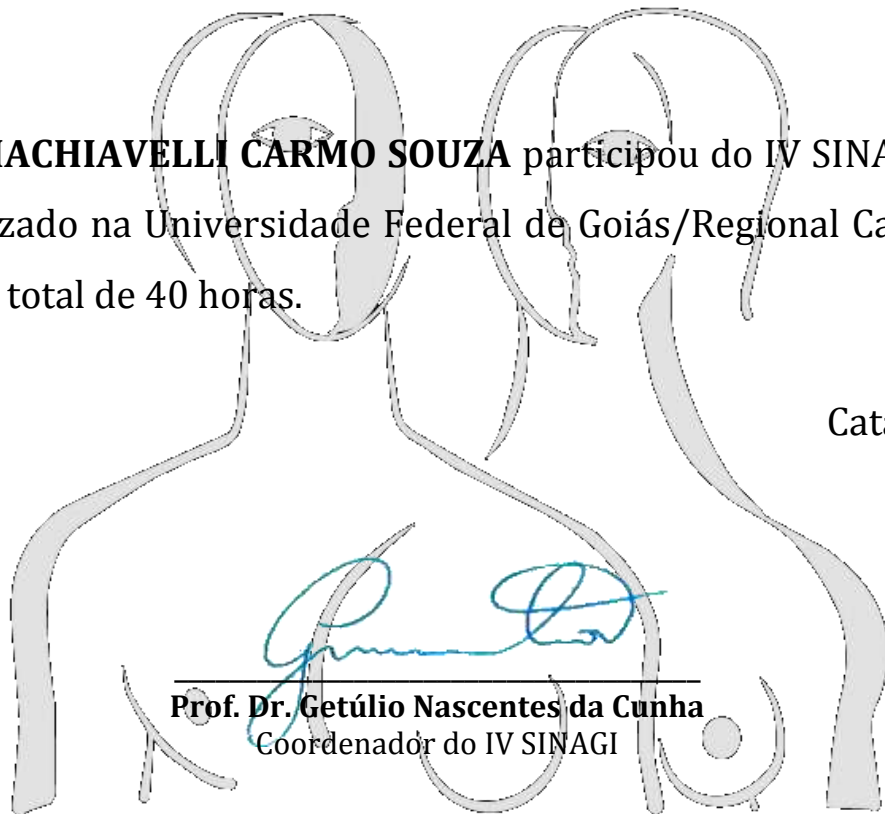 MACHIAVELLI CARMO SOUZA participou do IV SINA
zado na Universidade Federal de Goiás/Regional Ca
total de 40 horas.
Cata
Prof. Dr. Getúlio Nascentes da Cunha
Coordenador do IV SINAGI